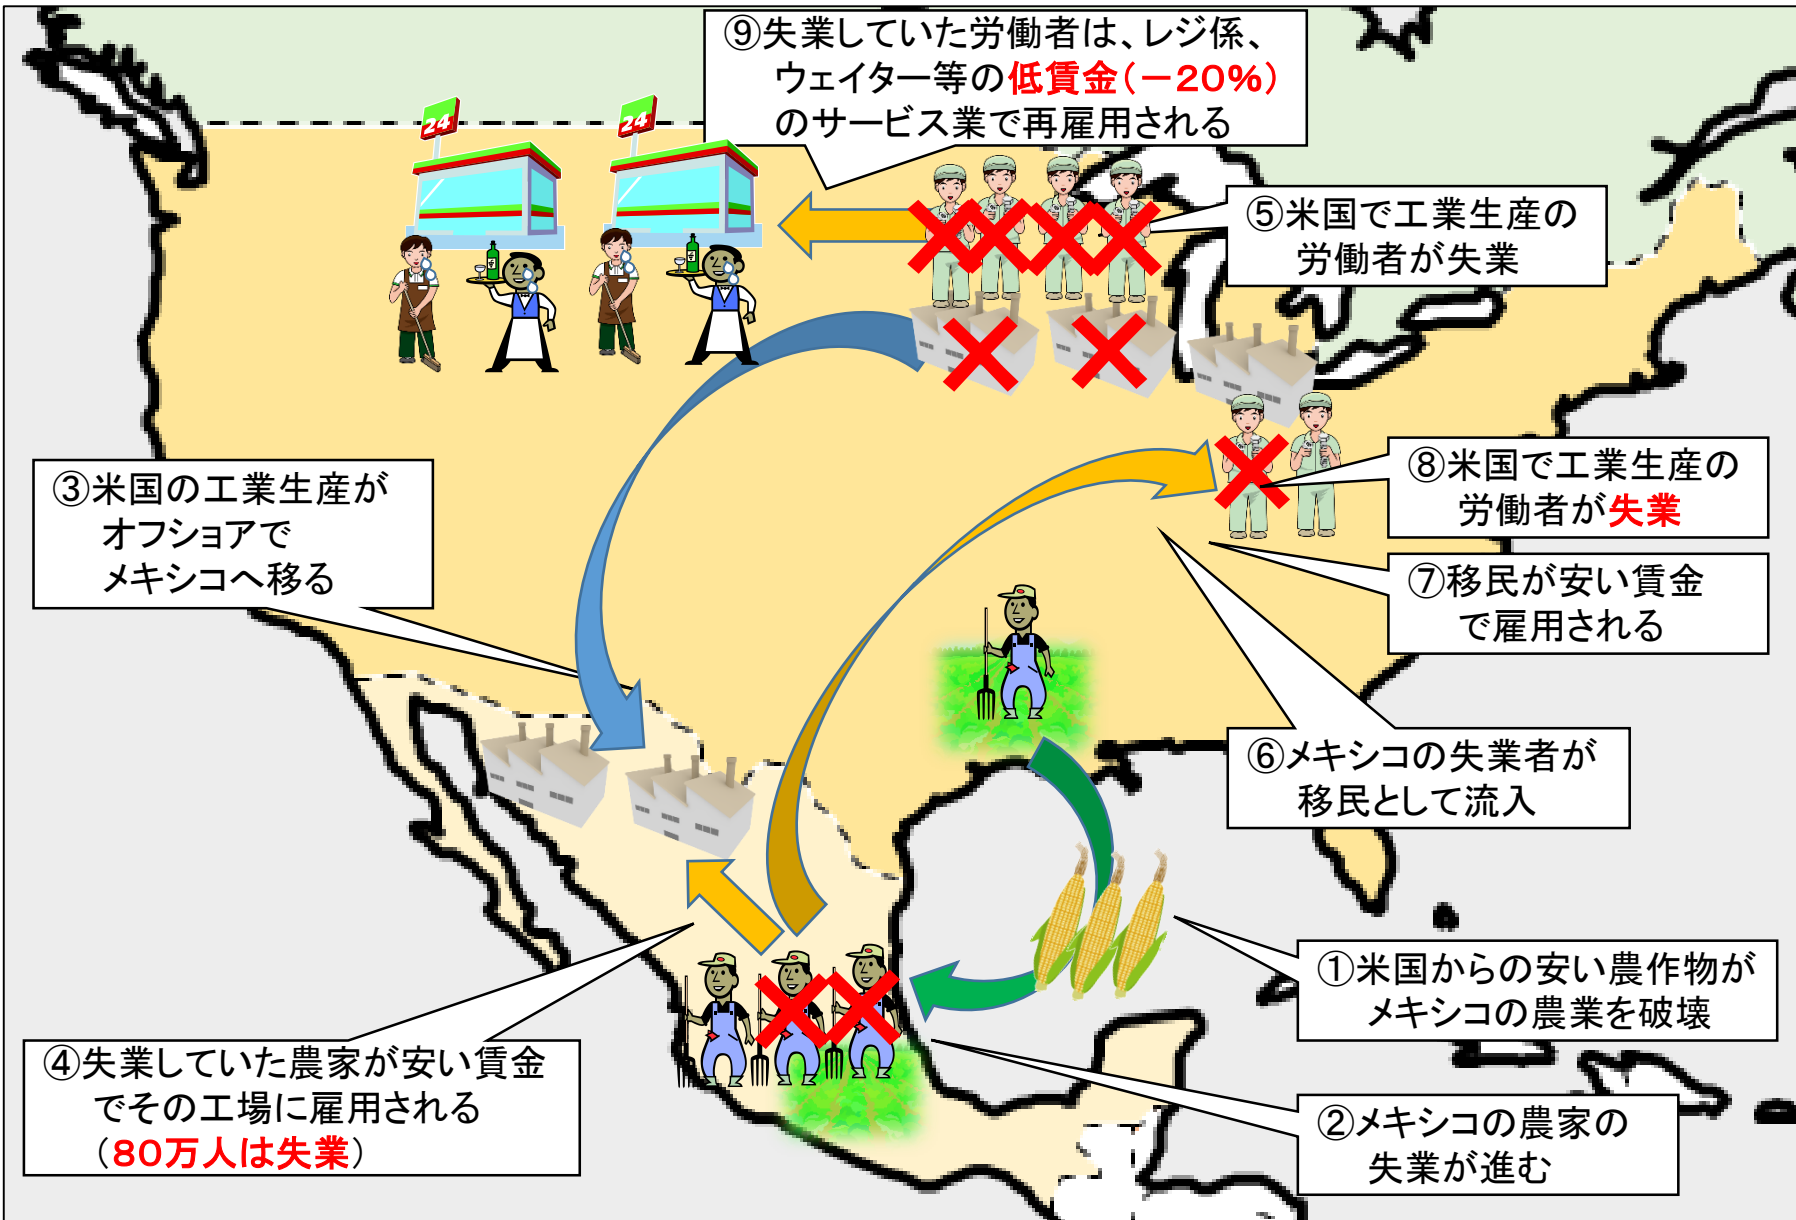 ⑨失業していた労働者は、レジ係、
ウェイター等の低賃金(-20%)
のサービス業で再雇用される
24
24
⑤米国で工業生産の
労働者が失業
③米国の工業生産が
オフショアで
メキシコへ移る
⑧米国で工業生産の
労働者が失業
⑦移民が安い賃金
で雇用される
⑥メキシコの失業者が
移民として流入
①米国からの安い農作物が
メキシコの農業を破壊
④失業していた農家が安い賃金
でその工場に雇用される
(80万人は失業)
②メキシコの農家の
失業が進む